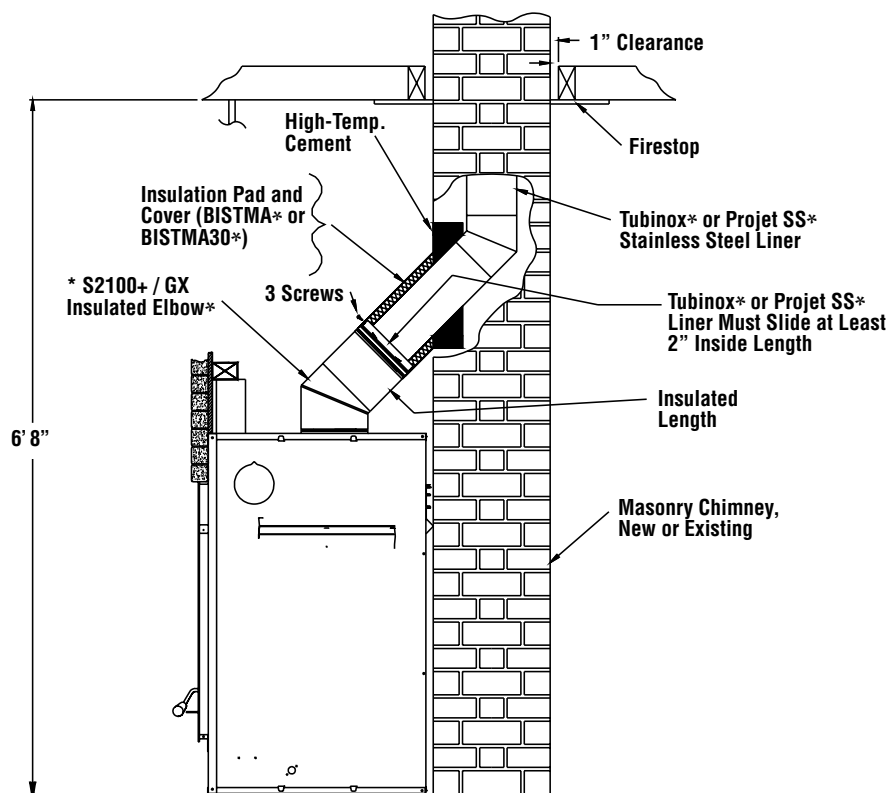 1” Clearance
High-Temp.
Cement
Firestop
Insulation Pad and
Cover (BISTMA* or
BISTMA30*)
Tubinox* or Projet SS*
Stainless Steel Liner
* S2100+ / GX
Insulated Elbow*
3 Screws
Tubinox* or Projet SS*
Liner Must Slide at Least
2” Inside Length
Insulated
Length
6’ 8”
Masonry Chimney,
New or Existing